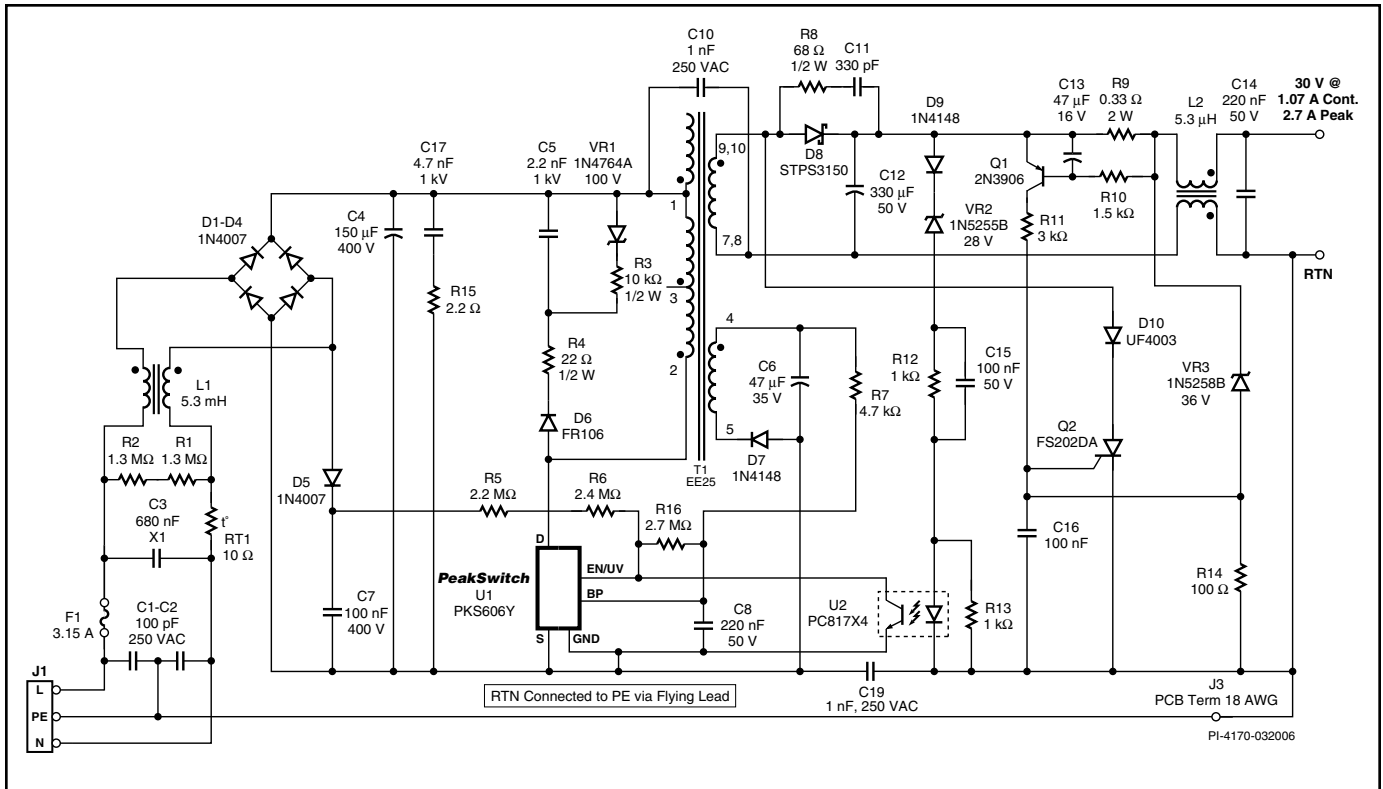 C10
1 nF
250 VAC
R8
68 Ω
1/2 W
C11
330 pF
D9
1N4148
C13
47 μF
16 V
R9
0.33 Ω
2 W
L2
5.3 μH
C14
220 nF
50 V
30 V @
1.07 A Cont.
2.7 A Peak
C17
4.7 nF
1 kV
C5
2.2 nF
1 kV
VR1
1N4764A
100 V
9,10
D8
STPS3150
Q1
2N3906
C12
330 μF
50 V
R10
1.5 kΩ
D1-D4
1N4007
C4
150 μF
400 V
1
VR2
1N5255B
28 V
R11
3 kΩ
7,8
RTN
R3
10 kΩ
1/2 W
3
R15
2.2 Ω
4
D10
UF4003
R4
22 Ω
1/2 W
2
C6
47 μF
35 V
R7
4.7 kΩ
R12
1 kΩ
C15
100 nF
50 V
VR3
1N5258B
36 V
L1
5.3 mH
D6
FR106
5
D7
1N4148
Q2
FS202DA
R2
1.3 MΩ
R1
1.3 MΩ
T1
EE25
D5
1N4007
R5
2.2 MΩ
R6
2.4 MΩ
R16
2.7 MΩ
C3
680 nF
X1
t°
RT1
10 Ω
C16
100 nF
D
PeakSwitch
U1
PKS606Y
EN/UV
BP
S
GND
R14
100 Ω
F1
3.15 A
C1-C2
100 pF
250 VAC
C7
100 nF
400 V
C8
220 nF
50 V
U2
PC817X4
R13
1 kΩ
J1
L
PE
N
RTN Connected to PE via Flying Lead
C19
1 nF, 250 VAC
J3
PCB Term 18 AWG
PI-4170-032006